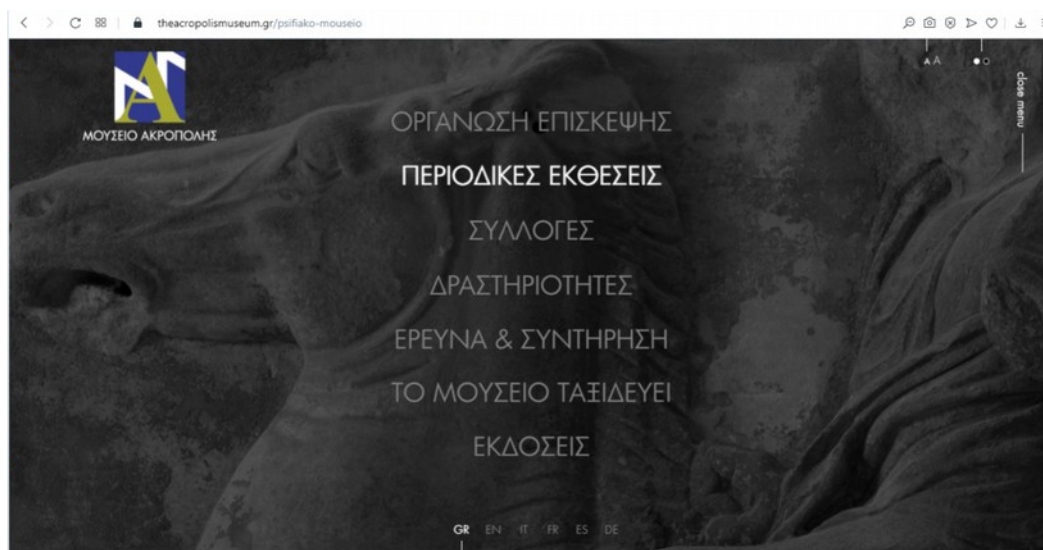 theacropolismuseum.gr/psifiako-mouseio
A A
close menu
ΜΟΥΣΕΙΟ ΑΚΡΟΠΟΛΗΣ
ΟΡΓΑΝΩΣΗ ΕΠΙΣΚΕΨΗΣ
ΠΕΡΙΟΔΙΚΕΣ ΕΚΘΕΣΕΙΣ
ΣΥΛΛΟΓΕΣ
ΔΡΑΣΤΗΡΙΟΤΗΤΕΣ
ΕΡΕΥΝΑ & ΣΥΝΤΗΡΗΣΗ
ΤΟ ΜΟΥΣΕΙΟ ΤΑΞΙΔΕΥΕΙ
ΕΚΔΟΣΕΙΣ
GR EN IT FR ES DE